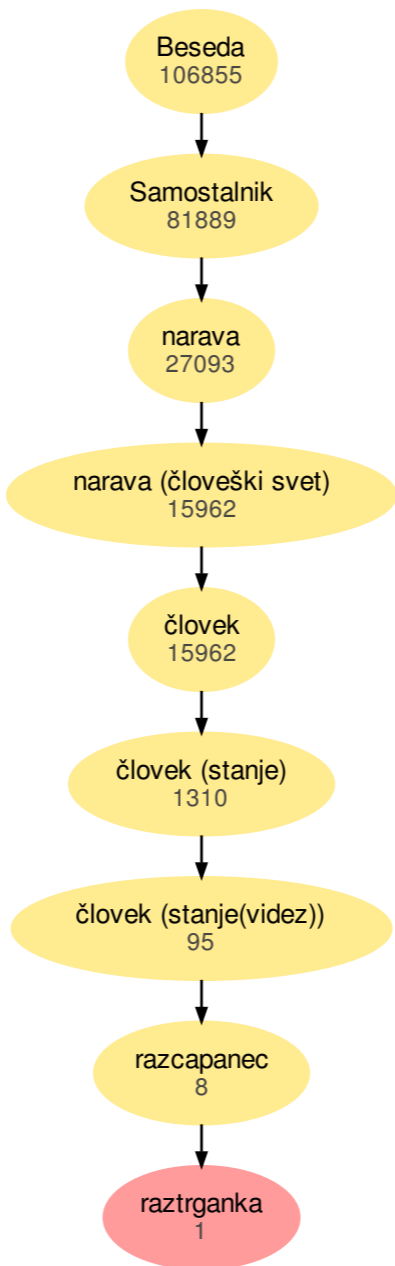 Beseda
106855
Samostalnik
81889
narava
27093
narava (človeški svet)
15962
človek
15962
človek (stanje)
1310
človek (stanje(videz))
95
razcapanec
8
raztrganka
1